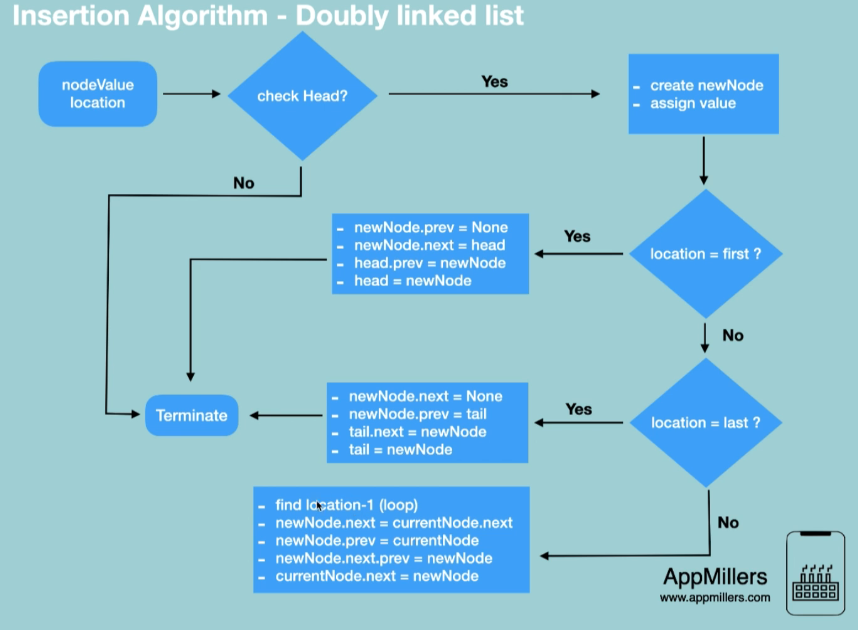 Insertion Algorithm - Doubly linked list
nodeValue
location
check Head?
Yes
- create newNode
- assign value
No
location = first ?
Yes
- newNode.prev = None
- newNode.next = head
- head.prev = newNode
- head = newNode
No
location = last ?
Yes
- newNode.next = None
- newNode.prev = tail
- tail.next = newNode
- tail = newNode
Terminate
No
- find location-1 (loop)
- newNode.next = currentNode.next
- newNode.prev = currentNode
- newNode.next.prev = newNode
- currentNode.next = newNode
AppMillers
www.appmillers.com